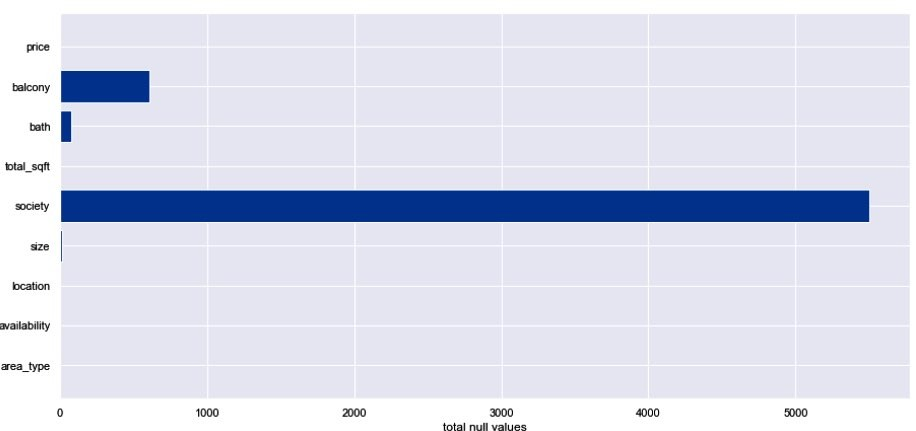 price
balcony
bath
total_sqft
society
size
location
availability
area_type
0 1000 2000 3000 4000 5000
total null values